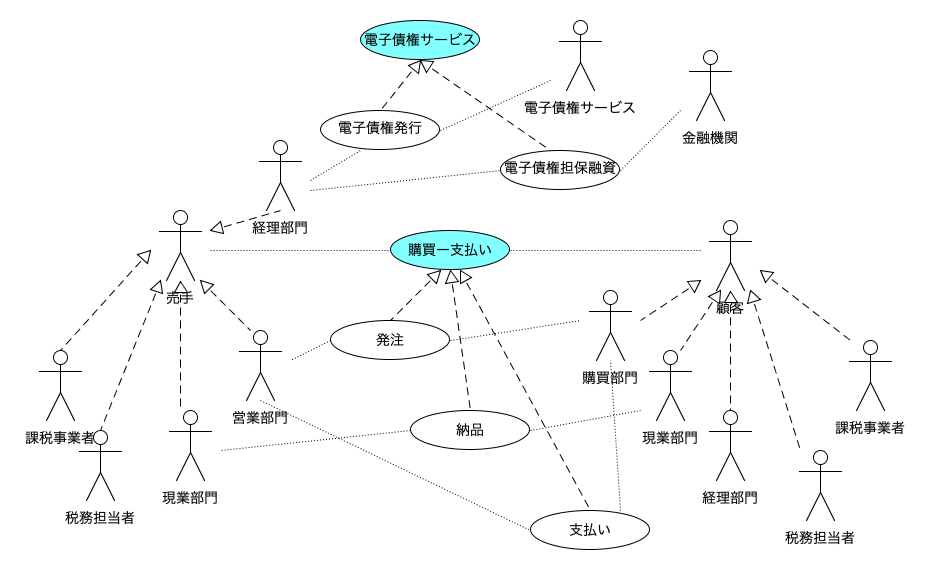 電子債権サービス
電子債権サービス
電子債権発行
金融機関
電子債権担保融資
経理部門
購買ー支払い
売手
顧客
発注
購買部門
営業部門
課税事業者
現業部門
課税事業者
納品
現業部門
経理部門
税務担当者
支払い
税務担当者